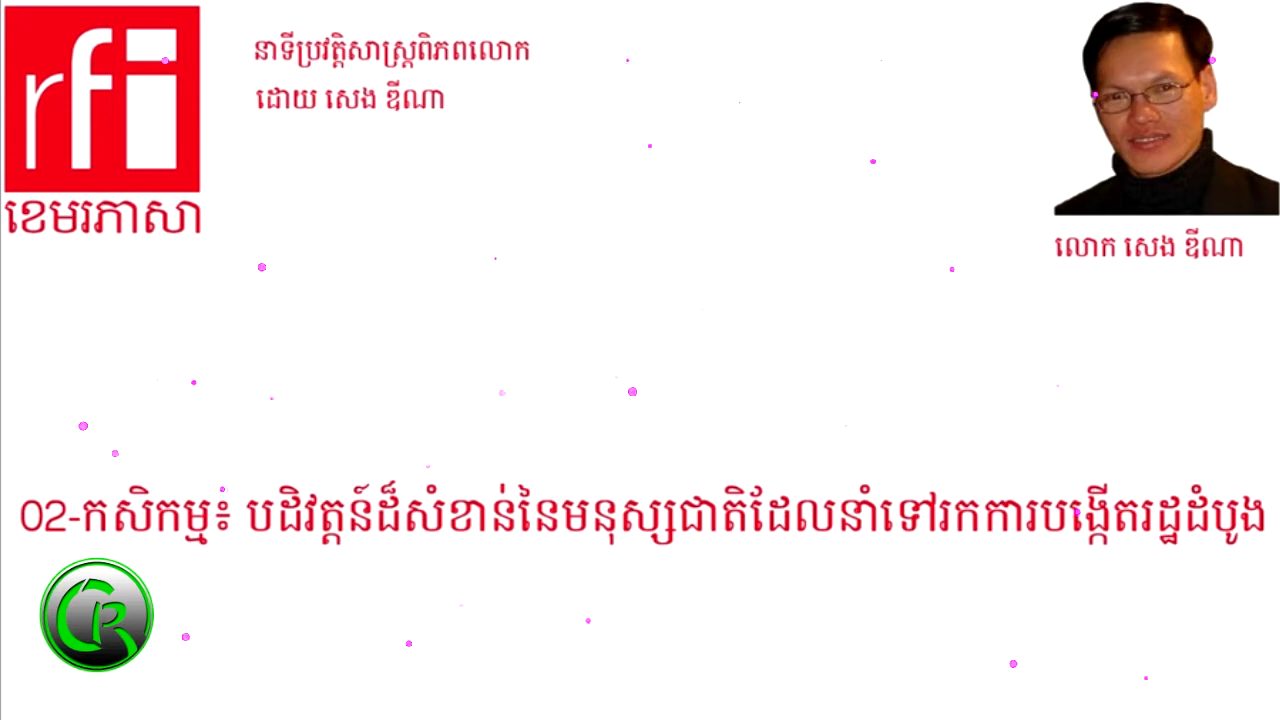 rfi
ខេមរភាសា
នាទីប្រវត្តិសាស្ត្រពិភពលោក
ដោយ សេង ឌីណា
លោក សេង ឌីណា
02-កសិកម្ម៖ បដិវត្តន៍ដ៏សំខាន់នៃមនុស្សជាតិដែលនាំទៅរកការបង្កើតរដ្ឋដំបូង
CR